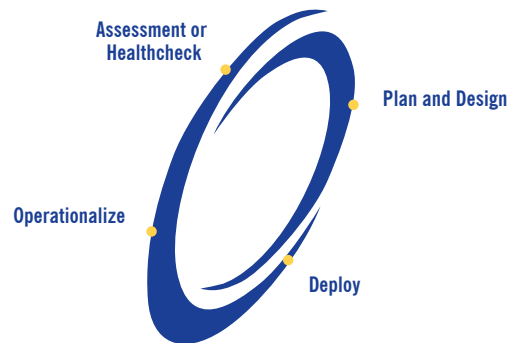 Assessment or
Healthcheck
Plan and Design
Operationalize
Deploy